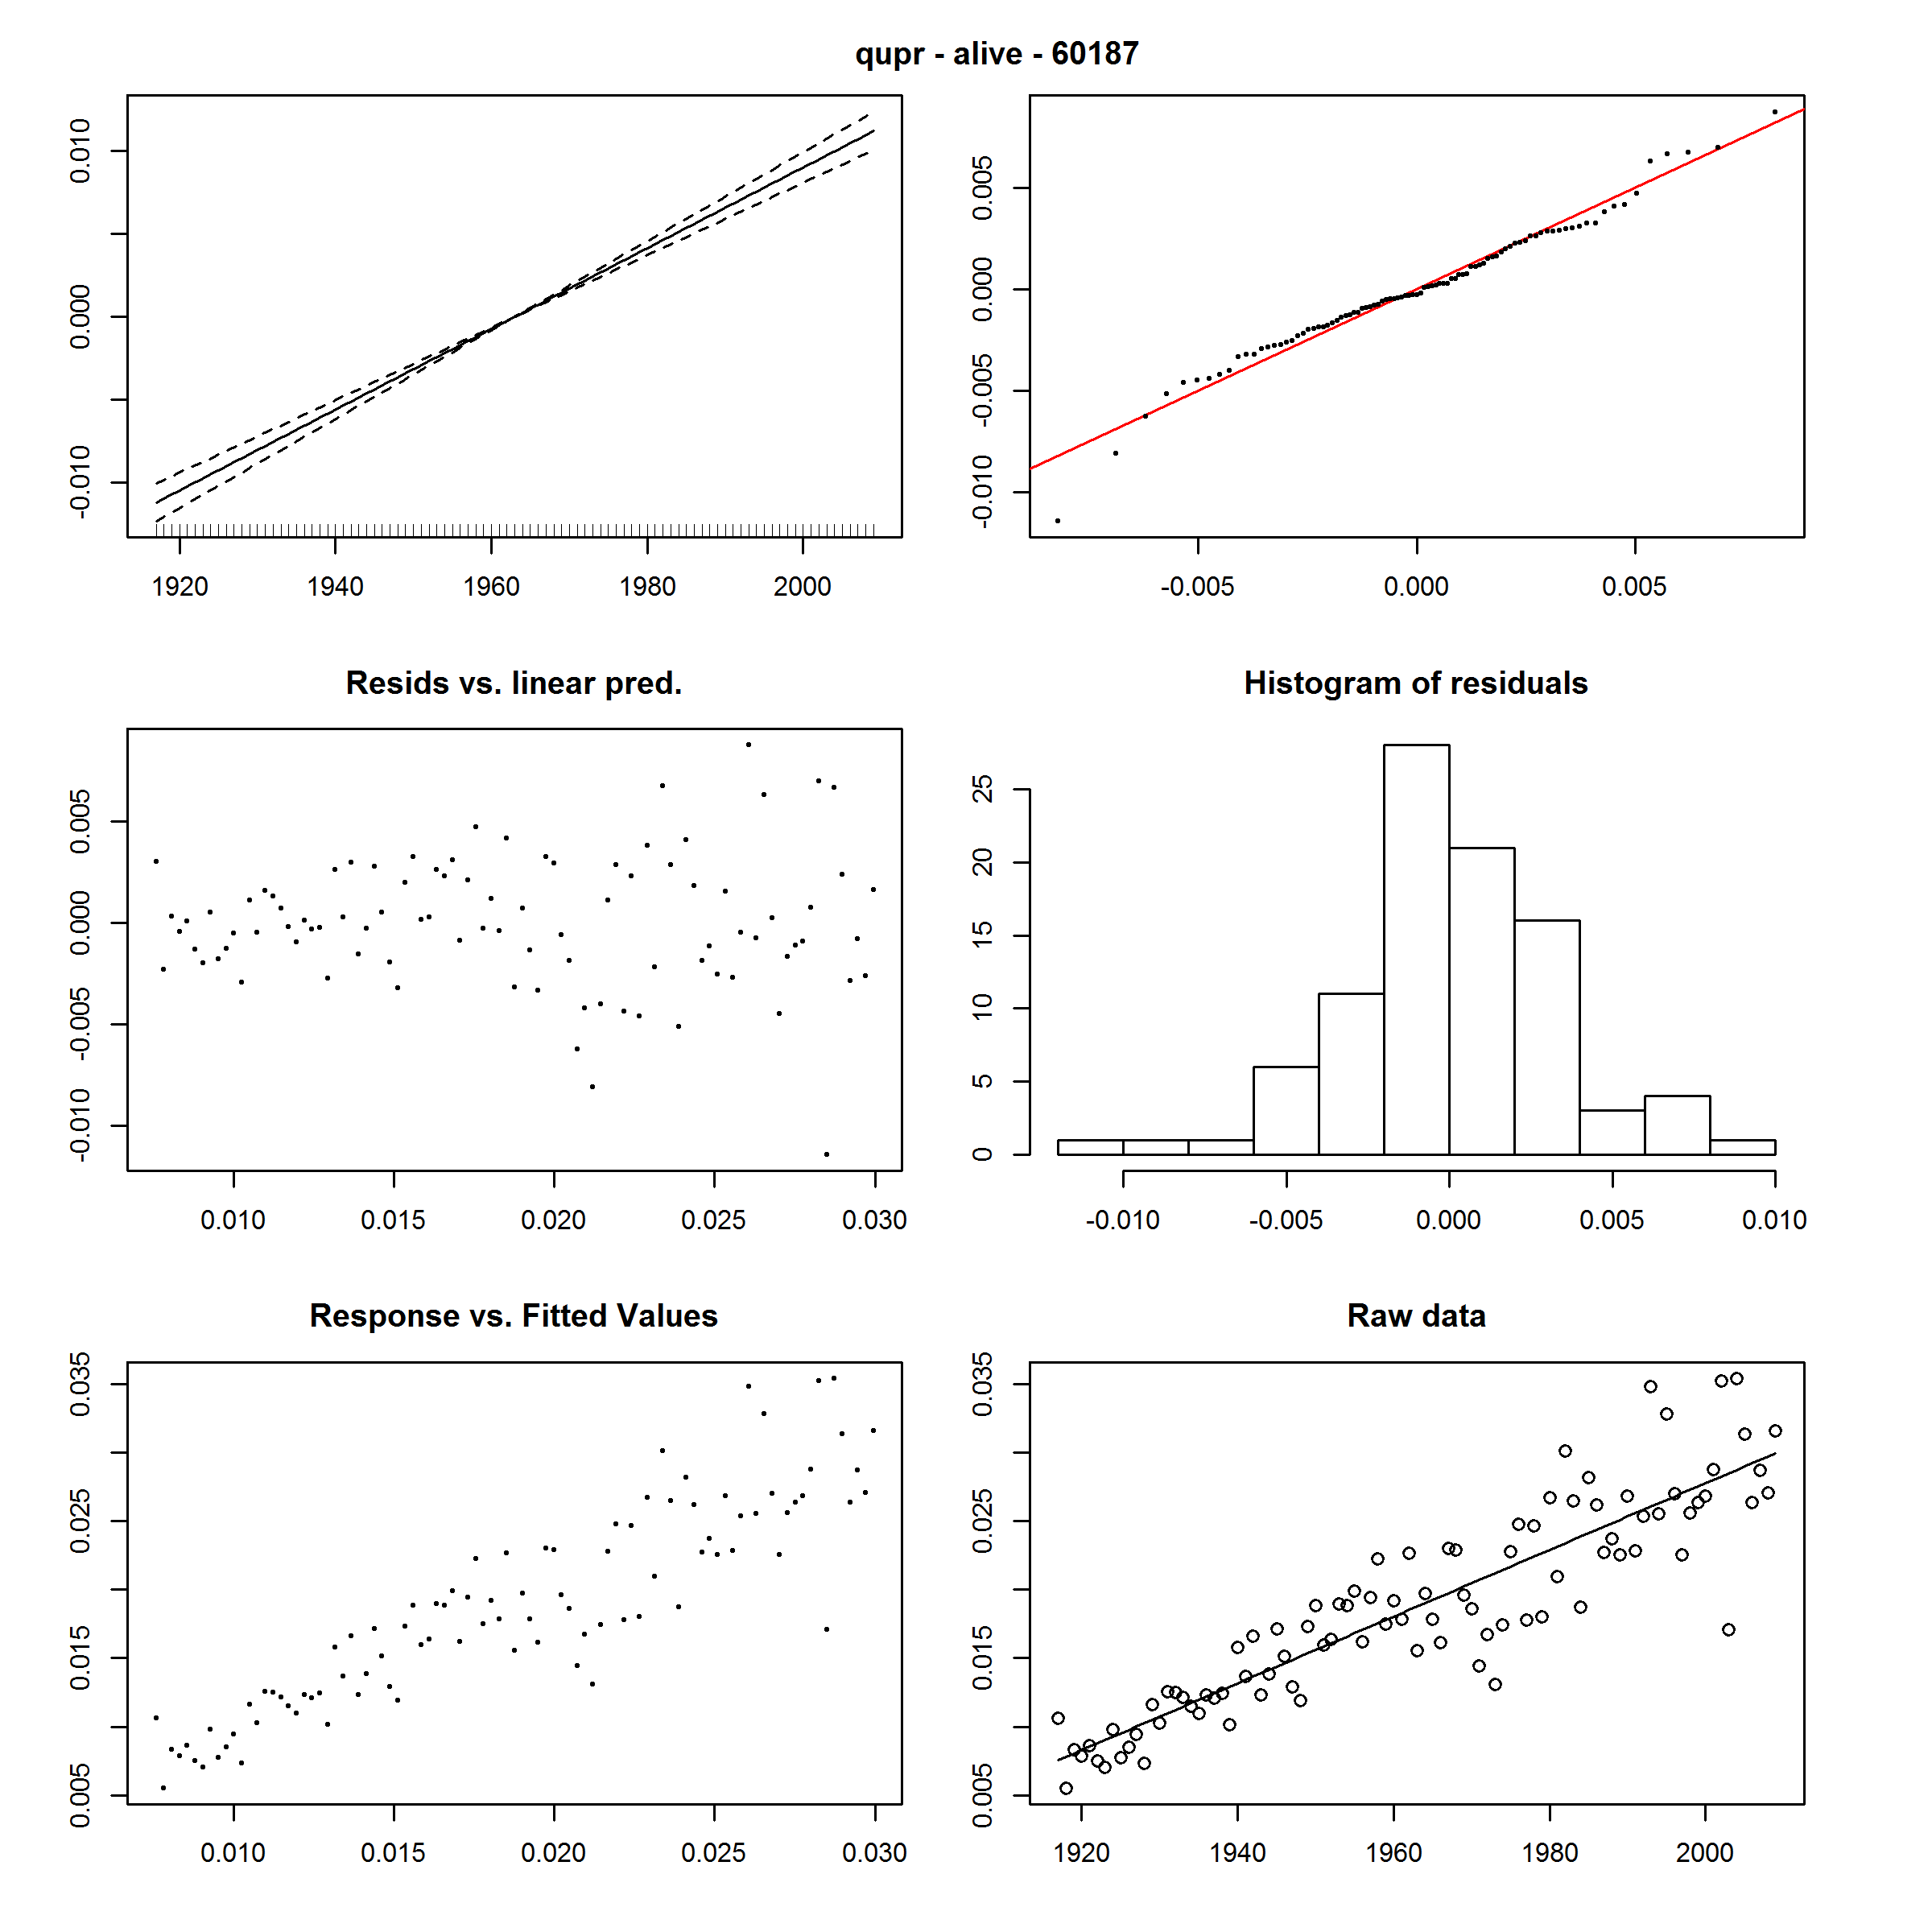 qupr - alive - 60187
0.010
0.000
-0.010
1920 1940 1960 1980 2000
0.005
0.000
-0.005
-0.010
-0.005 0.000 0.005
Resids vs. linear pred.
0.005
0.000
-0.005
-0.010
0.010 0.015 0.020 0.025 0.030
Histogram of residuals
25
20
15
10
5
0
-0.010 -0.005 0.000 0.005 0.010
Response vs. Fitted Values
0.035
0.025
0.015
0.005
0.010 0.015 0.020 0.025 0.030
Raw data
0.035
0.025
0.015
0.005
1920 1940 1960 1980 2000